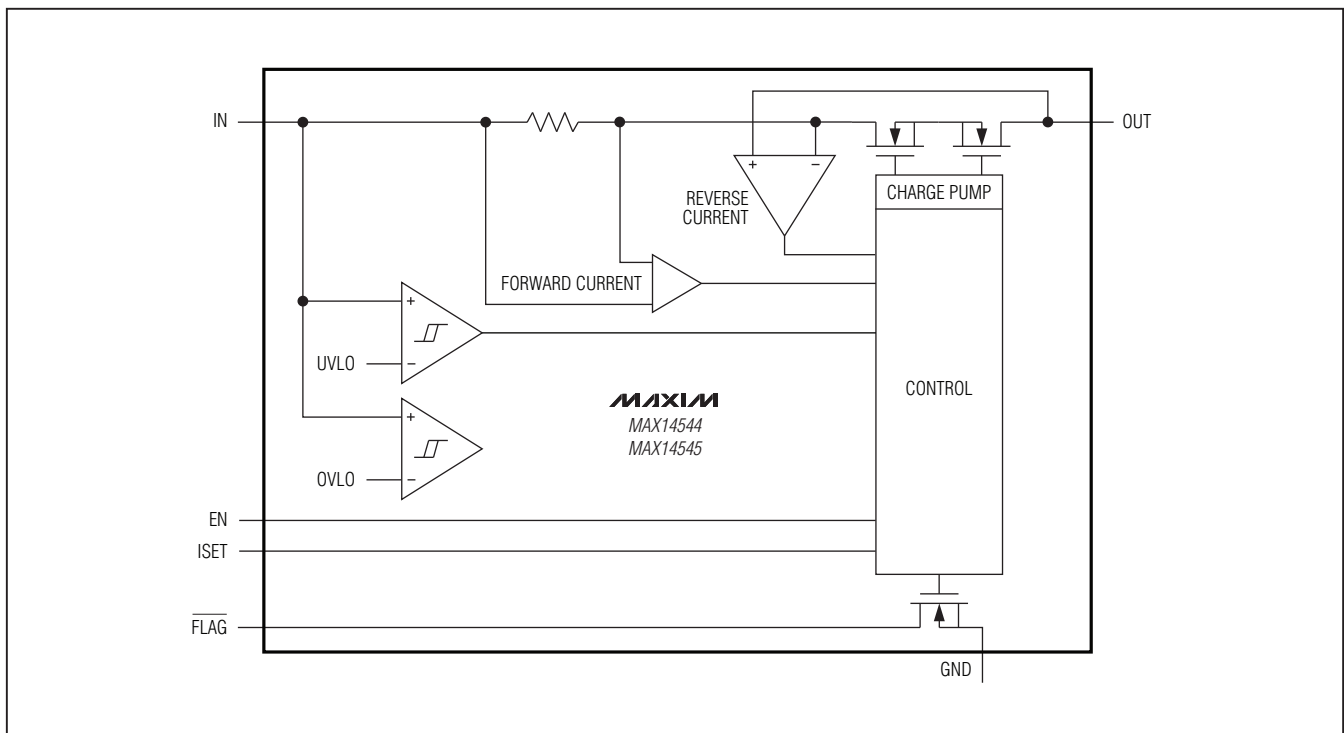 IN
OUT
+
−
REVERSE
CURRENT
CHARGE PUMP
FORWARD CURRENT
+
UVLO
−
CONTROL
MAXIM
MAX14544
MAX14545
+
OVLO
−
EN
ISET
FLAG
GND